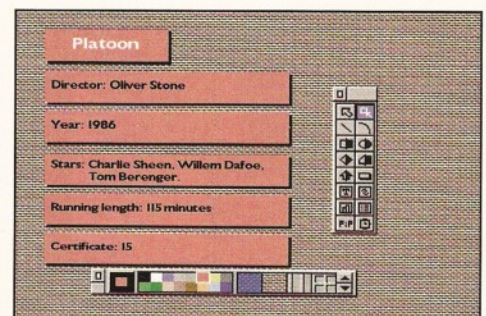 Platoon
Director: Oliver Stone
Year: 1986
Stars: Charlie Sheen, Willem Dafoe,
Tom Berenger.
Running length: 115 minutes
Certificate: 15